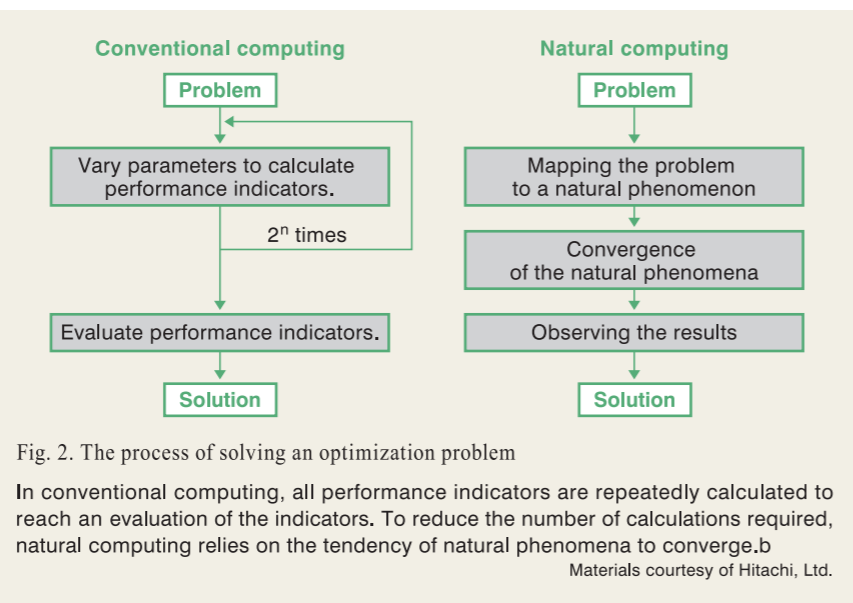 Conventional computing
Problem
Vary parameters to calculate
performance indicators.
2ⁿ times
Evaluate performance indicators.
Solution
Natural computing
Problem
Mapping the problem
to a natural phenomenon
Convergence
of the natural phenomena
Observing the results
Solution
Fig. 2. The process of solving an optimization problem
In conventional computing, all performance indicators are repeatedly calculated to
reach an evaluation of the indicators. To reduce the number of calculations required,
natural computing relies on the tendency of natural phenomena to converge.b
Materials courtesy of Hitachi, Ltd.